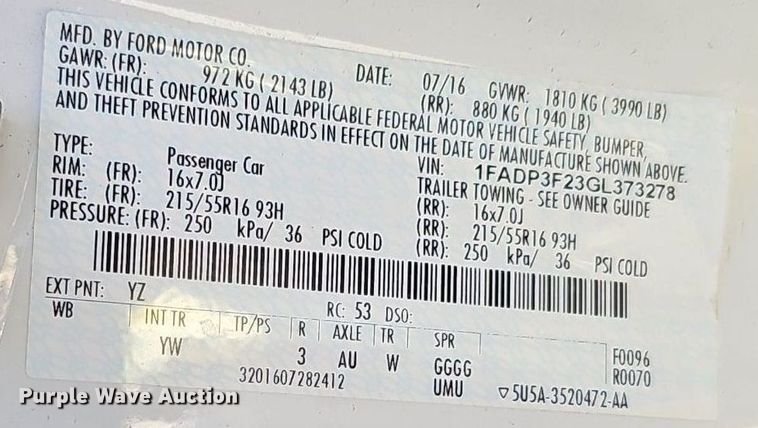 MFD. BY FORD MOTOR CO.
DATE: 07/16 GVWR: 1810 KG ( 3990 LB)
GAWR: (FR): 972 KG ( 2143 LB) (RR): 880 KG ( 1940 LB)
THIS VEHICLE CONFORMS TO ALL APPLICABLE FEDERAL MOTOR VEHICLE SAFETY, BUMPER,
AND THEFT PREVENTION STANDARDS IN EFFECT ON THE DATE OF MANUFACTURE SHOWN ABOVE.
VIN: 1FADP3F23GL373278
TYPE: Passenger Car TRAILER TOWING - SEE OWNER GUIDE
RIM: (FR): 16x7.0J (RR): 16x7.0J
TIRE: (FR): 215/55R16 93H (RR): 215/55R16 93H
PRESSURE: (FR): 250 kPa/ 36 PSI COLD (RR): 250 kPa/ 36 PSI COLD
EXT PNT: YZ RC: 53 DSO:
WB INT TR TP/PS R AXLE TR SPR F0096
YW 3 AU W GGGG R0070
3201607282412 UMU ▽5U5A-3520472-AA
Purple Wave Auction